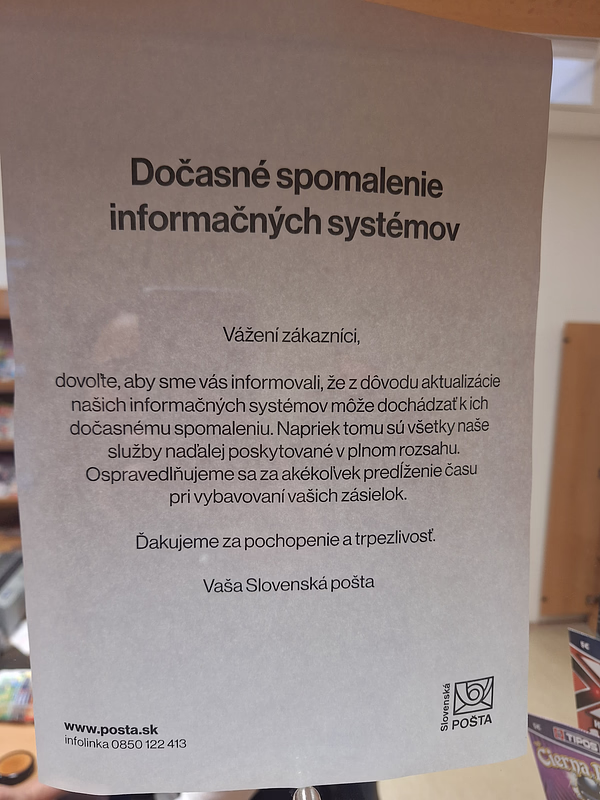 Dočasné spomalenie
informačných systémov
Vážení zákazníci,
dovoľte, aby sme vás informovali, že z dôvodu aktualizácie
našich informačných systémov môže dochádzať k ich
dočasnému spomaleniu. Napriek tomu sú všetky naše
služby naďalej poskytované v plnom rozsahu.
Ospravedlňujeme sa za akékoľvek predĺženie času
pri vybavovaní vašich zásielok.
Ďakujeme za pochopenie a trpezlivosť.
Vaša Slovenská pošta
www.posta.sk
infolinka 0850 122 413
Slovenská
POŠTA
TIPOS
Čierna